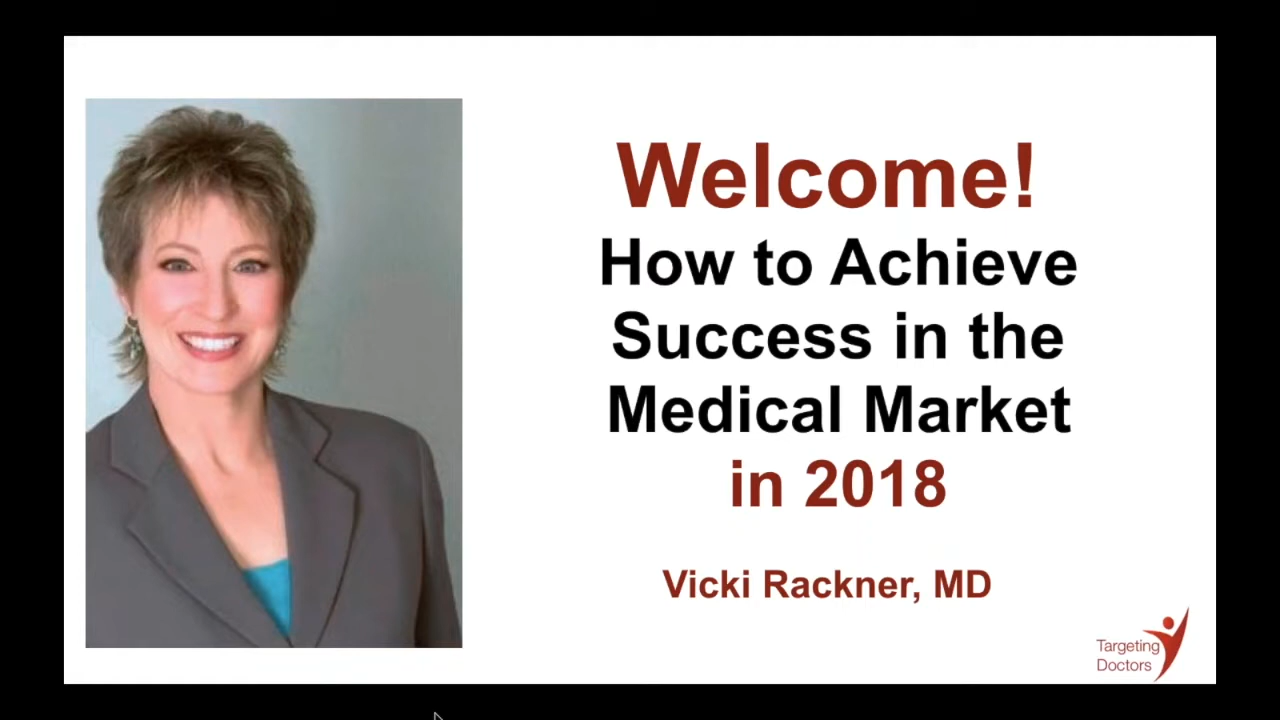 Welcome!
How to Achieve
Success in the
Medical Market
in 2018
Vicki Rackner, MD
Targeting
Doctors